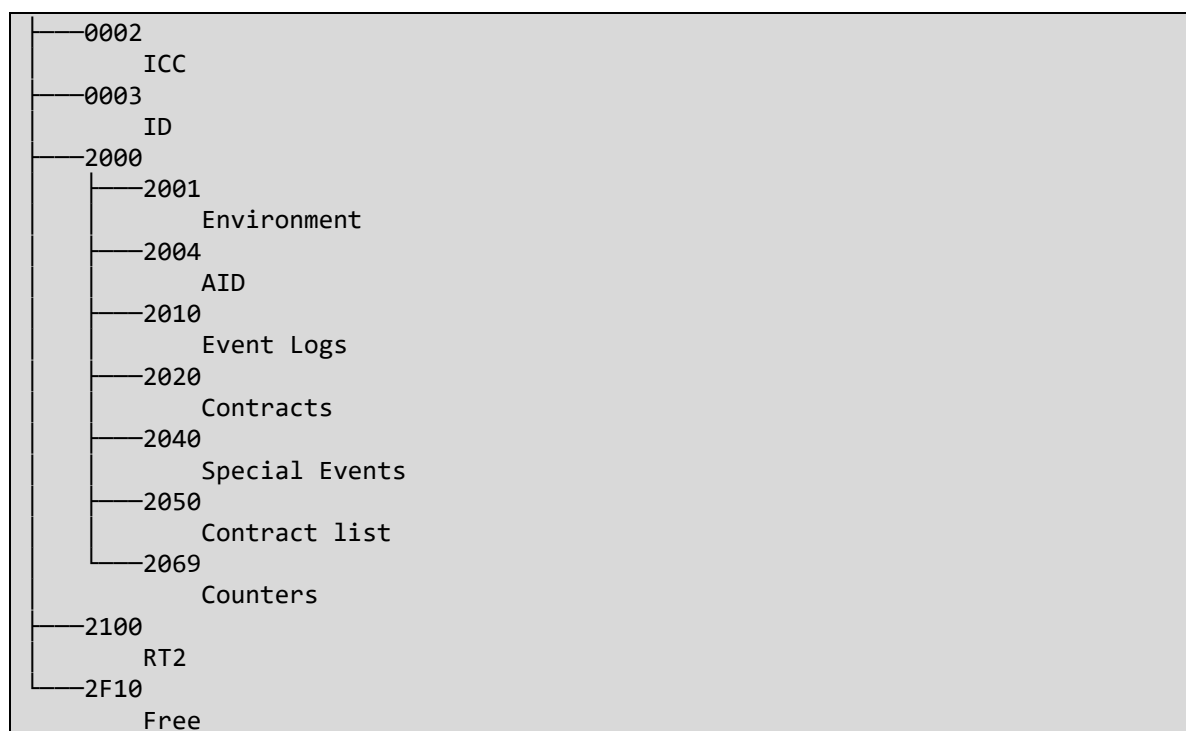 ├───0002
│       ICC
├───0003
│       ID
├───2000
│   ├───2001
│   │       Environment
│   ├───2004
│   │       AID
│   ├───2010
│   │       Event Logs
│   ├───2020
│   │       Contracts
│   ├───2040
│   │       Special Events
│   ├───2050
│   │       Contract list
│   └───2069
│           Counters
├───2100
│       RT2
└───2F10
        Free